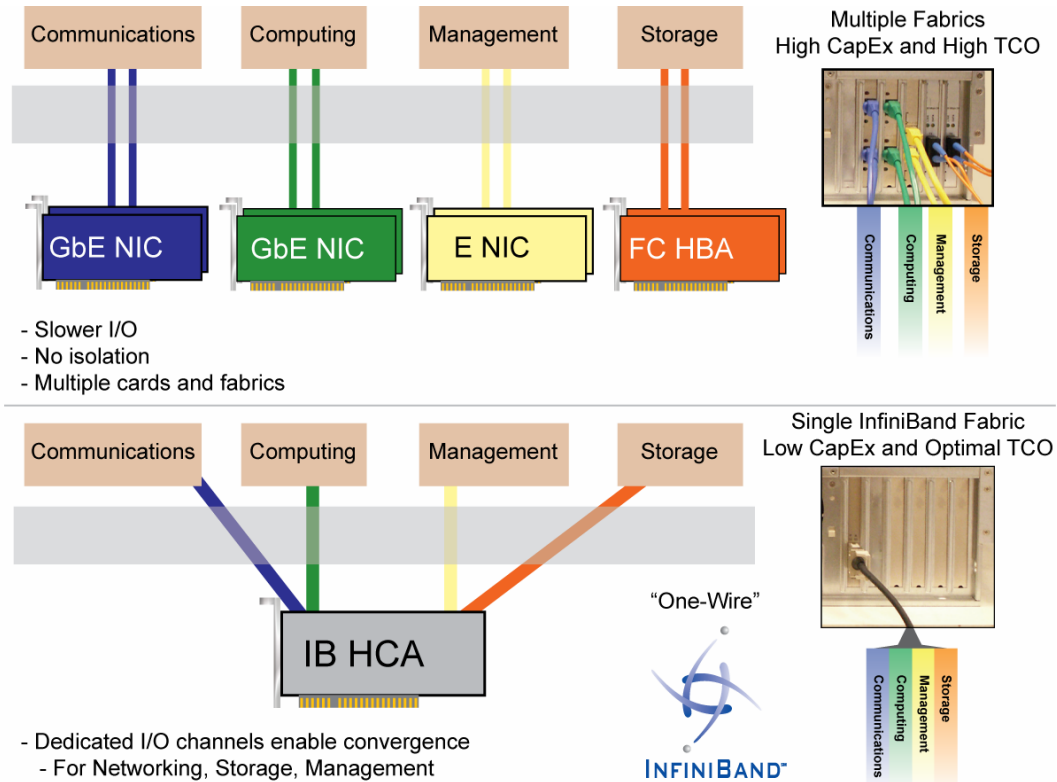 Communications
Computing
Management
Storage
Multiple Fabrics
High CapEx and High TCO
GbE NIC
GbE NIC
E NIC
FC HBA
Communications
Computing
Management
Storage
- Slower I/O
- No isolation
- Multiple cards and fabrics
Communications
Computing
Management
Storage
Single InfiniBand Fabric
Low CapEx and Optimal TCO
IB HCA
“One-Wire”
INFINIBAND™
Communications
Computing
Management
Storage
- Dedicated I/O channels enable convergence
- For Networking, Storage, Management